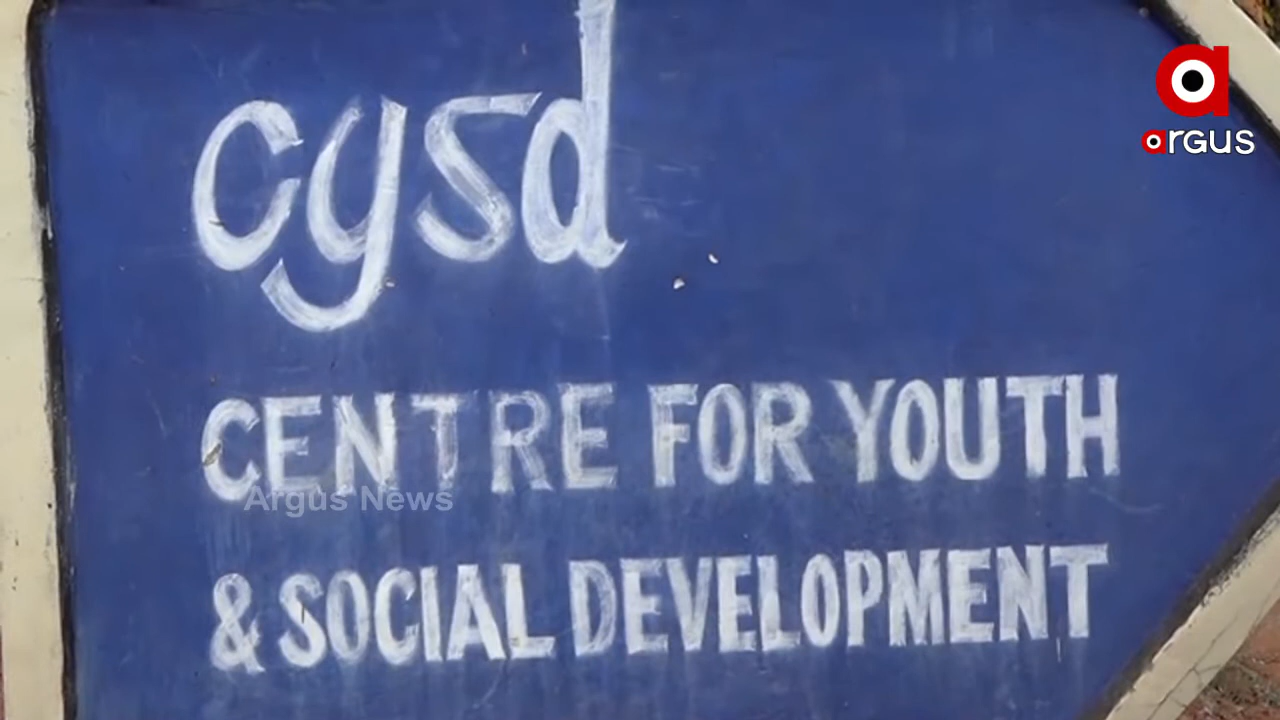 cysd
CENTRE FOR YOUTH
& SOCIAL DEVELOPMENT
a
argus
Argus News